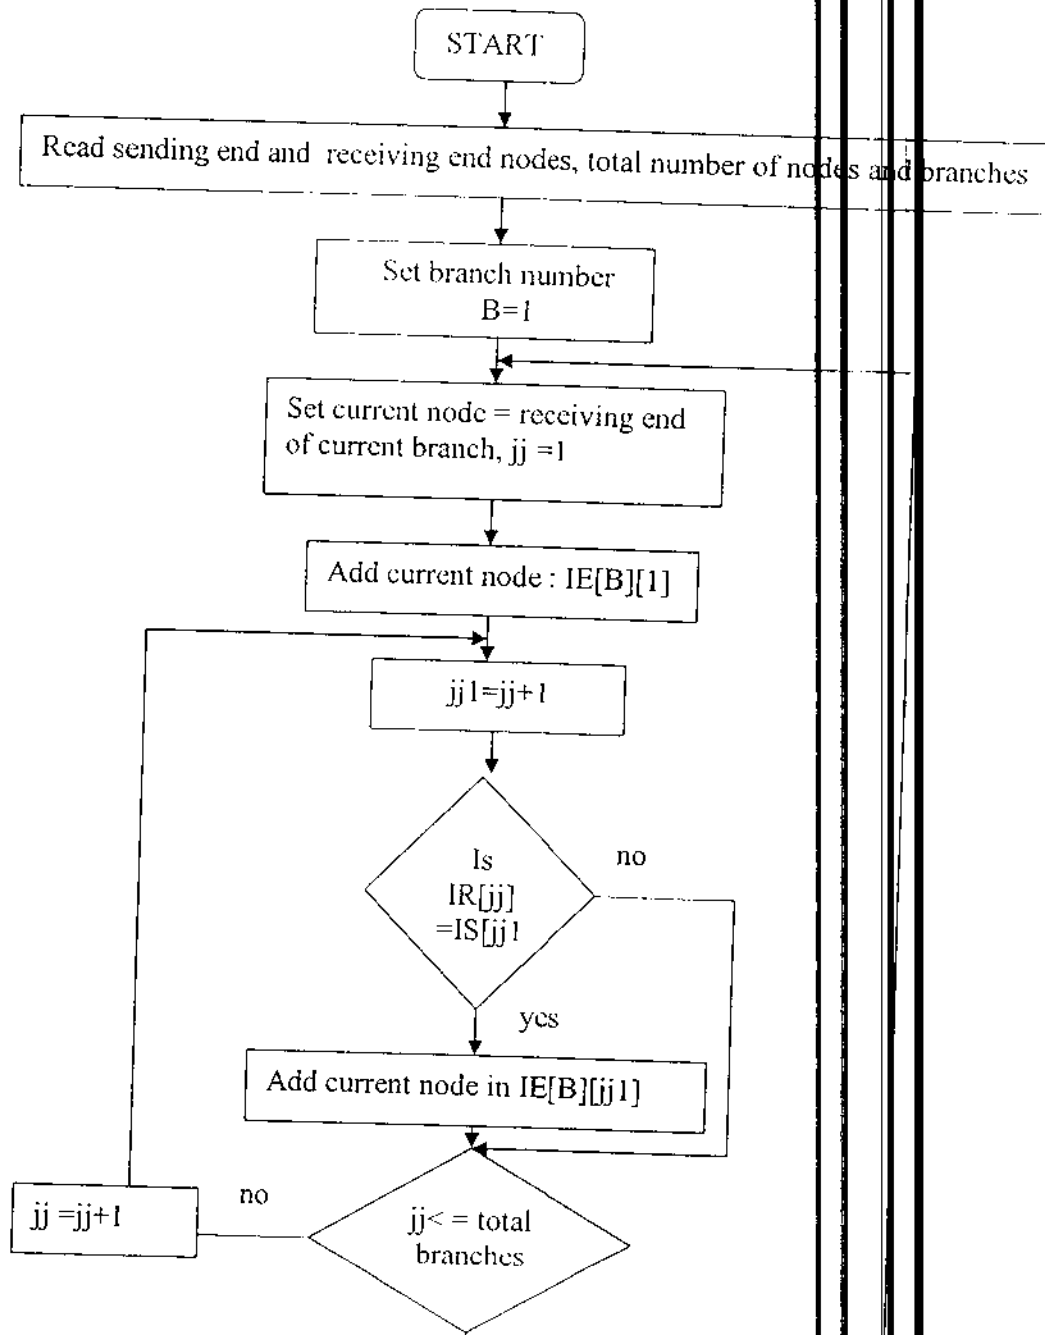 START
Read sending end and receiving end nodes, total number of nodes and branches
Set branch number
B=1
Set current node = receiving end
of current branch, jj =1
Add current node : IE[B][1]
jj1=jj+1
Is
IR[jj]
=IS[jj1
no
yes
Add current node in IE[B][jj1]
no
jj =jj+1
jj< = total
branches